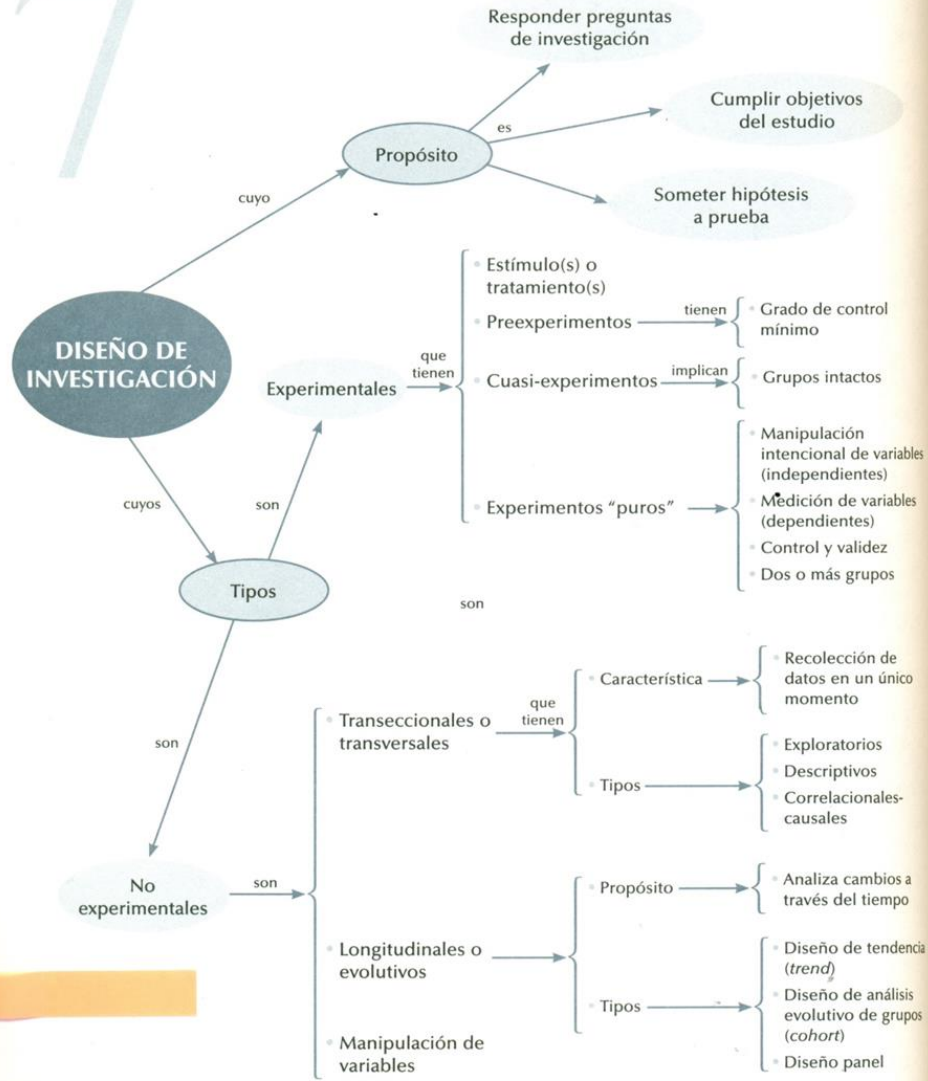 7
Responder preguntas
de investigación
Cumplir objetivos
del estudio
es
Propósito
Someter hipótesis
a prueba
cuyo
DISEÑO DE
INVESTIGACIÓN
Experimentales
que
tienen
Estímulo(s) o
tratamiento(s)
Preexperimentos
tienen
Grado de control
mínimo
Cuasi-experimentos
implican
Grupos intactos
Experimentos “puros”
Manipulación
intencional de variables
(independientes)
Medición de variables
(dependientes)
Control y validez
Dos o más grupos
cuyos
son
Tipos
son
son
No
experimentales
son
Transeccionales o
transversales
que
tienen
Característica
Recolección de
datos en un único
momento
Tipos
Exploratorios
Descriptivos
Correlacionales-
causales
Longitudinales o
evolutivos
Propósito
Analiza cambios a
través del tiempo
Tipos
Diseño de tendencia
(trend)
Diseño de análisis
evolutivo de grupos
(cohort)
Diseño panel
Manipulación de
variables